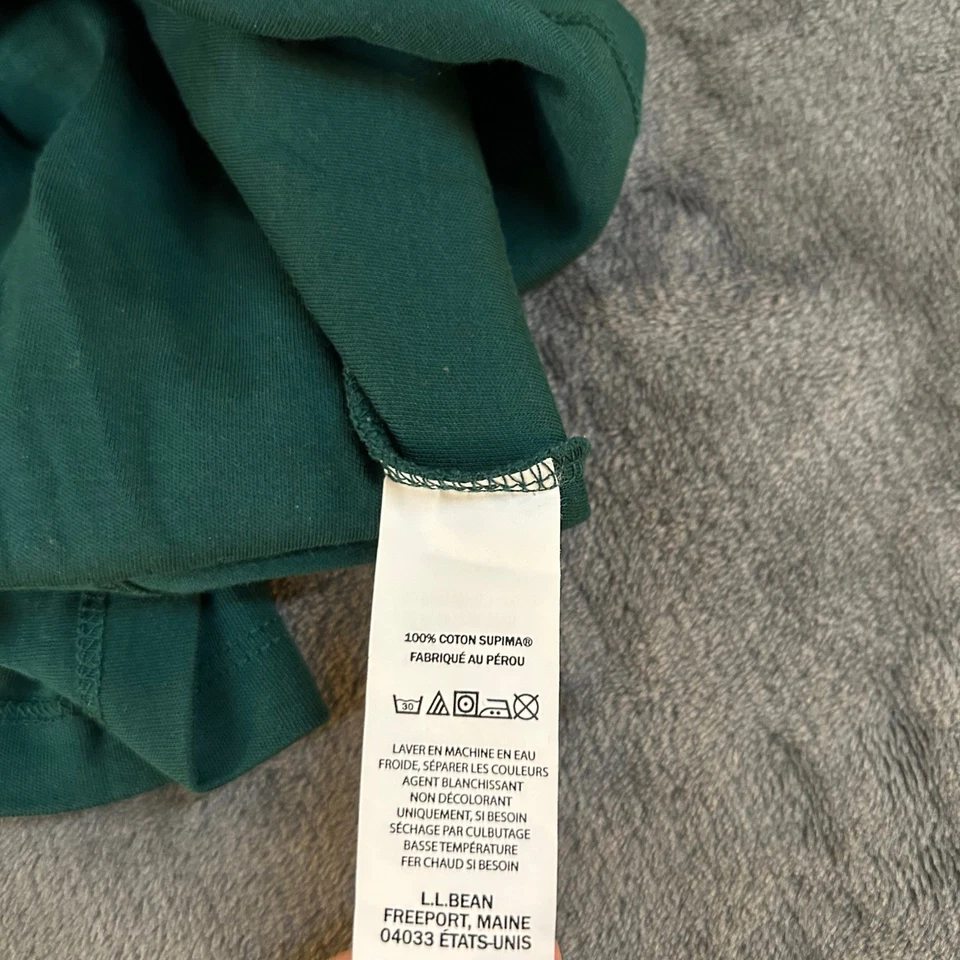 100% COTON SUPIMA®
FABRIQUÉ AU PÉROU
30
LAVER EN MACHINE EN EAU
FROIDE, SÉPARER LES COULEURS
AGENT BLANCHISSANT
NON DÉCOLORANT
UNIQUEMENT, SI BESOIN
SÉCHAGE PAR CULBUTAGE
BASSE TEMPÉRATURE
FER CHAUD SI BESOIN
L.L.BEAN
FREEPORT, MAINE
04033 ÉTATS-UNIS